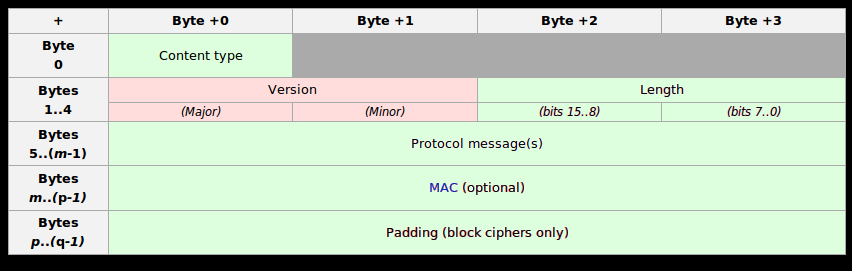 + Byte +0 Byte +1 Byte +2 Byte +3
Byte
0
Content type
Bytes
1..4
Version Length
(Major) (Minor) (bits 15..8) (bits 7..0)
Bytes
5..(m-1)
Protocol message(s)
Bytes
m..(p-1)
MAC (optional)
Bytes
p..(q-1)
Padding (block ciphers only)